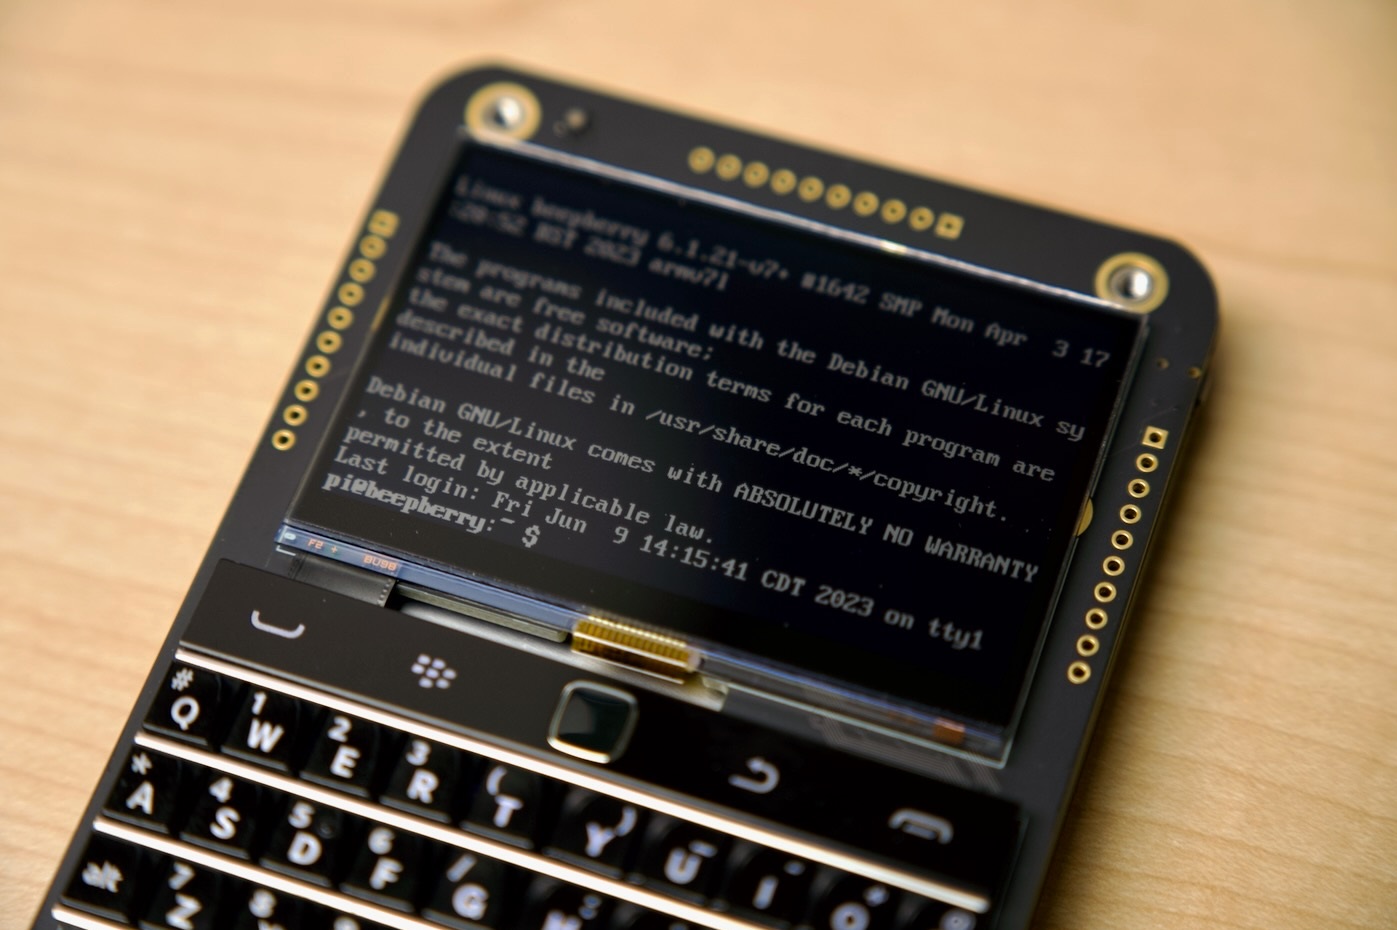 Linux beepberry 6.1.21-v7+ #1642 SMP Mon Apr  3 17
:20:52 BST 2023 armv7l
The programs included with the Debian GNU/Linux sy
stem are free software;
the exact distribution terms for each program are
described in the
individual files in /usr/share/doc/*/copyright.
Debian GNU/Linux comes with ABSOLUTELY NO WARRANTY
, to the extent
permitted by applicable law.
Last login: Fri Jun  9 14:15:41 CDT 2023 on tty1
pi@beepberry:~ $
# 1 2 3 ( ) _ - +
Q W E R T Y U I O
* 4 5 6 /
A S D F G
alt 7 8
Z